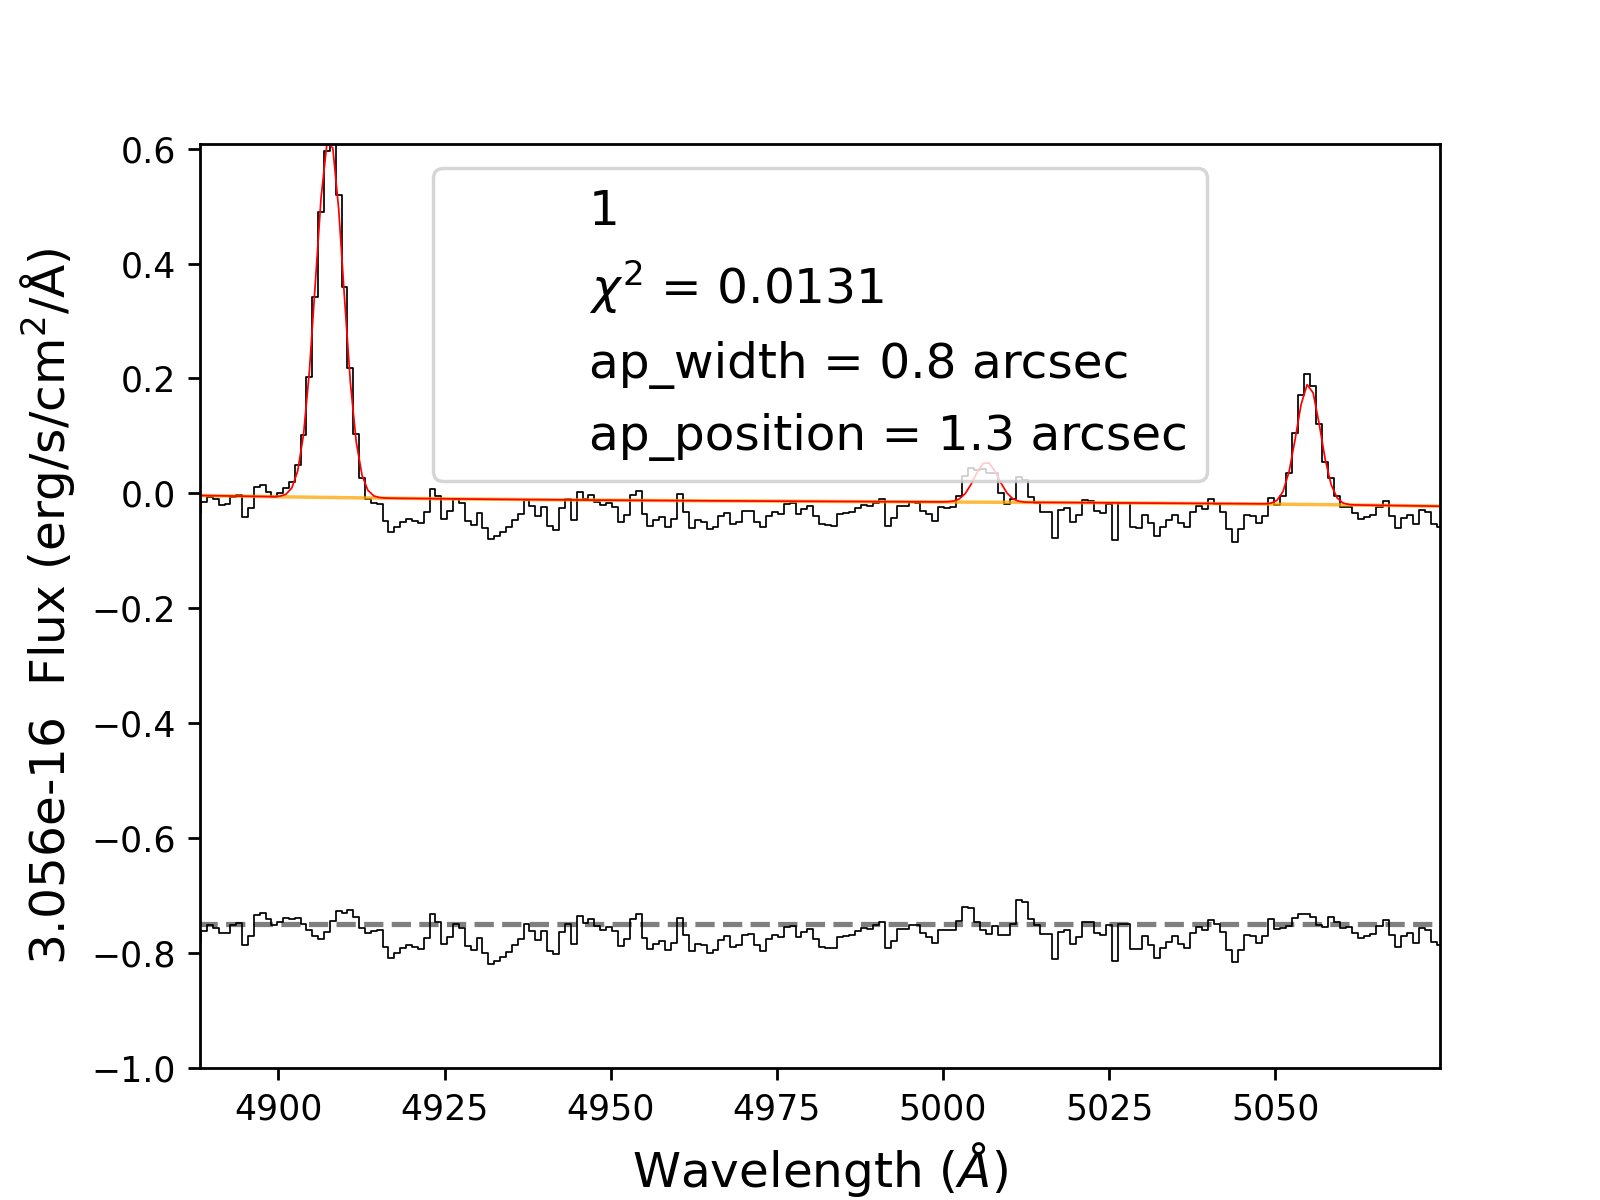 1
χ² = 0.0131
ap_width = 0.8 arcsec
ap_position = 1.3 arcsec
0.6
0.4
0.2
0.0
−0.2
−0.4
−0.6
−0.8
−1.0
3.056e-16 Flux (erg/s/cm²/Å)
4900 4925 4950 4975 5000 5025 5050
Wavelength (Å)